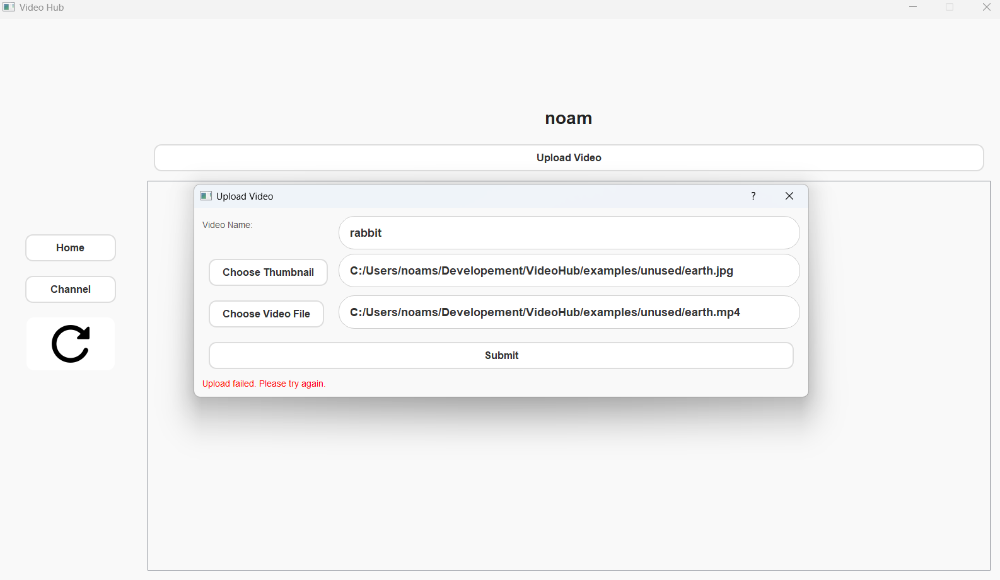 Video Hub
noam
Upload Video
Upload Video
?
Video Name:
rabbit
Choose Thumbnail
C:/Users/noams/Developement/VideoHub/examples/unused/earth.jpg
Choose Video File
C:/Users/noams/Developement/VideoHub/examples/unused/earth.mp4
Submit
Upload failed. Please try again.
Home
Channel